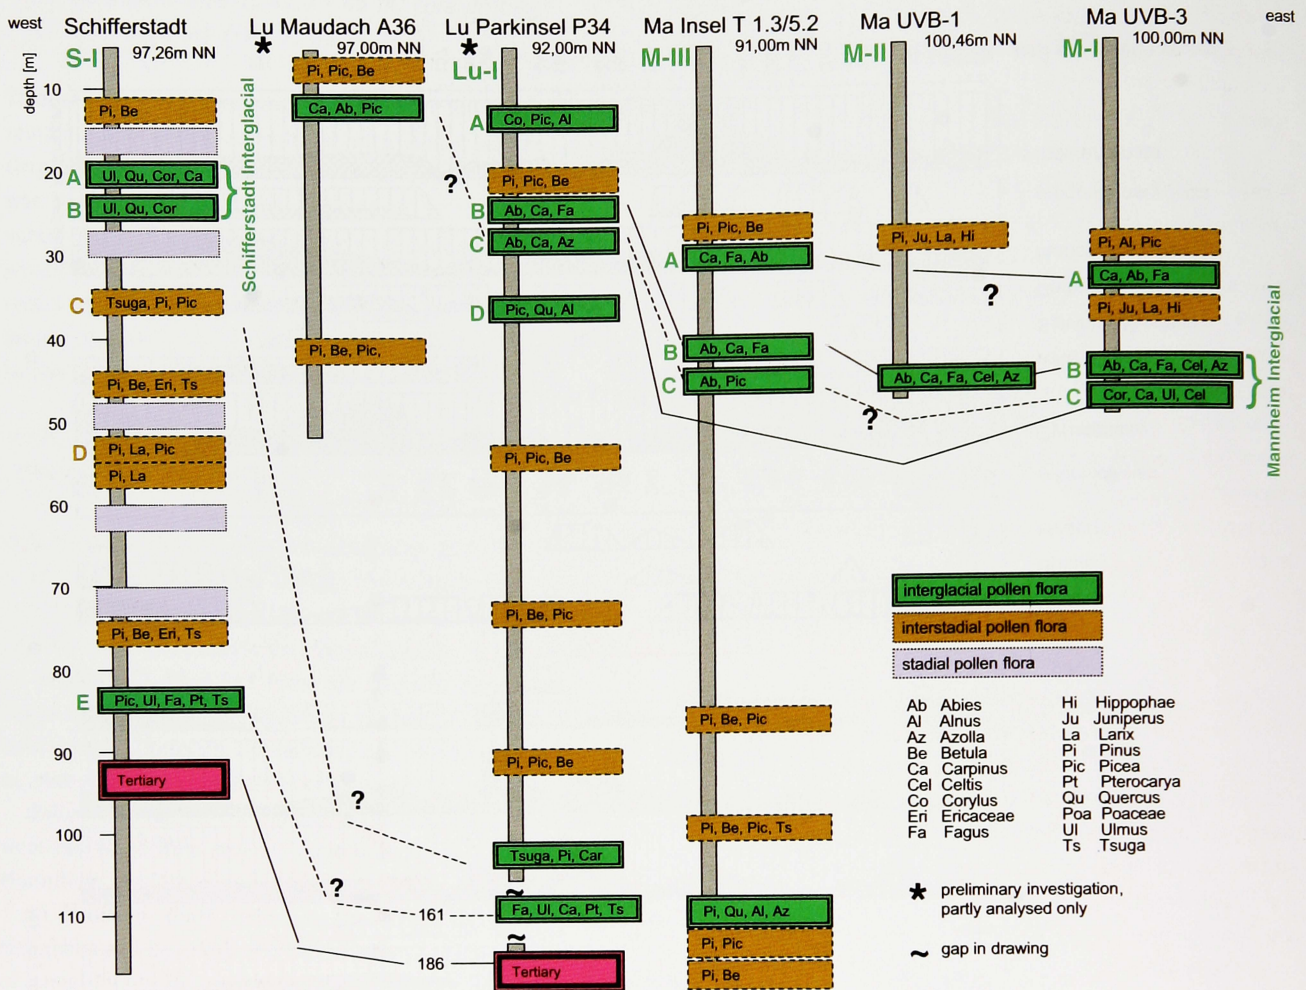 west
east
Schifferstadt
Lu Maudach A36
Lu Parkinsel P34
Ma Insel T 1.3/5.2
Ma UVB-1
Ma UVB-3
97,26m NN
97,00m NN
92,00m NN
91,00m NN
100,46m NN
100,00m NN
S-I
*
*
Lu-I
M-III
M-II
M-I
depth [m]
10
20
30
40
50
60
70
80
90
100
110
Pi, Be
A
Ul, Qu, Cor, Ca
B
Ul, Qu, Cor
}
Schifferstadt Interglacial
C
Tsuga, Pi, Pic
Pi, Be, Eri, Ts
D
Pi, La, Pic
Pi, La
Pi, Be, Eri, Ts
E
Pic, Ul, Fa, Pt, Ts
Tertiary
Pi, Pic, Be
Ca, Ab, Pic
Pi, Be, Pic,
?
?
?
A
Co, Pic, Al
Pi, Pic, Be
B
Ab, Ca, Fa
C
Ab, Ca, Az
D
Pic, Qu, Al
Pi, Pic, Be
Pi, Be, Pic
Pi, Pic, Be
Tsuga, Pi, Car
~
161
Fa, Ul, Ca, Pt, Ts
~
186
Tertiary
Pi, Pic, Be
A
Ca, Fa, Ab
B
Ab, Ca, Fa
C
Ab, Pic
Pi, Be, Pic
Pi, Be, Pic, Ts
Pi, Qu, Al, Az
Pi, Pic
Pi, Be
Pi, Ju, La, Hi
Ab, Ca, Fa, Cel, Az
?
?
Pi, Al, Pic
A
Ca, Ab, Fa
Pi, Ju, La, Hi
B
Ab, Ca, Fa, Cel, Az
C
Cor, Ca, Ul, Cel
}
Mannheim Interglacial
interglacial pollen flora
interstadial pollen flora
stadial pollen flora
Ab Abies
Al Alnus
Az Azolla
Be Betula
Ca Carpinus
Cel Celtis
Co Corylus
Eri Ericaceae
Fa Fagus
Hi Hippophae
Ju Juniperus
La Larix
Pi Pinus
Pic Picea
Pt Pterocarya
Qu Quercus
Poa Poaceae
Ul Ulmus
Ts Tsuga
* preliminary investigation,
partly analysed only
~ gap in drawing